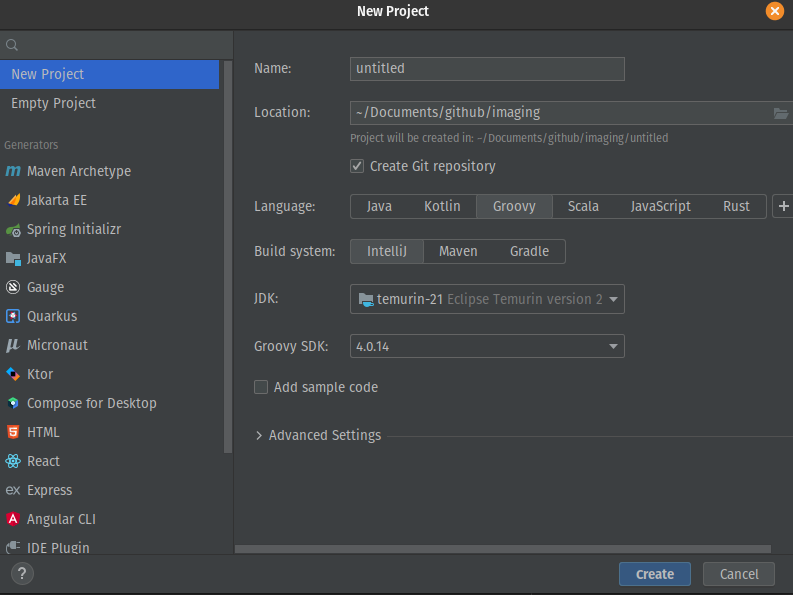 New Project
New Project
Empty Project
Generators
Maven Archetype
Jakarta EE
Spring Initializr
JavaFX
Gauge
Quarkus
Micronaut
Ktor
Compose for Desktop
HTML
React
ex Express
Angular CLI
IDE Plugin
Name: untitled
Location: ~/Documents/github/imaging
Project will be created in: ~/Documents/github/imaging/untitled
Create Git repository
Language: Java Kotlin Groovy Scala JavaScript Rust +
Build system: IntelliJ Maven Gradle
JDK: temurin-21 Eclipse Temurin version 2
Groovy SDK: 4.0.14
Add sample code
Advanced Settings
? Create Cancel